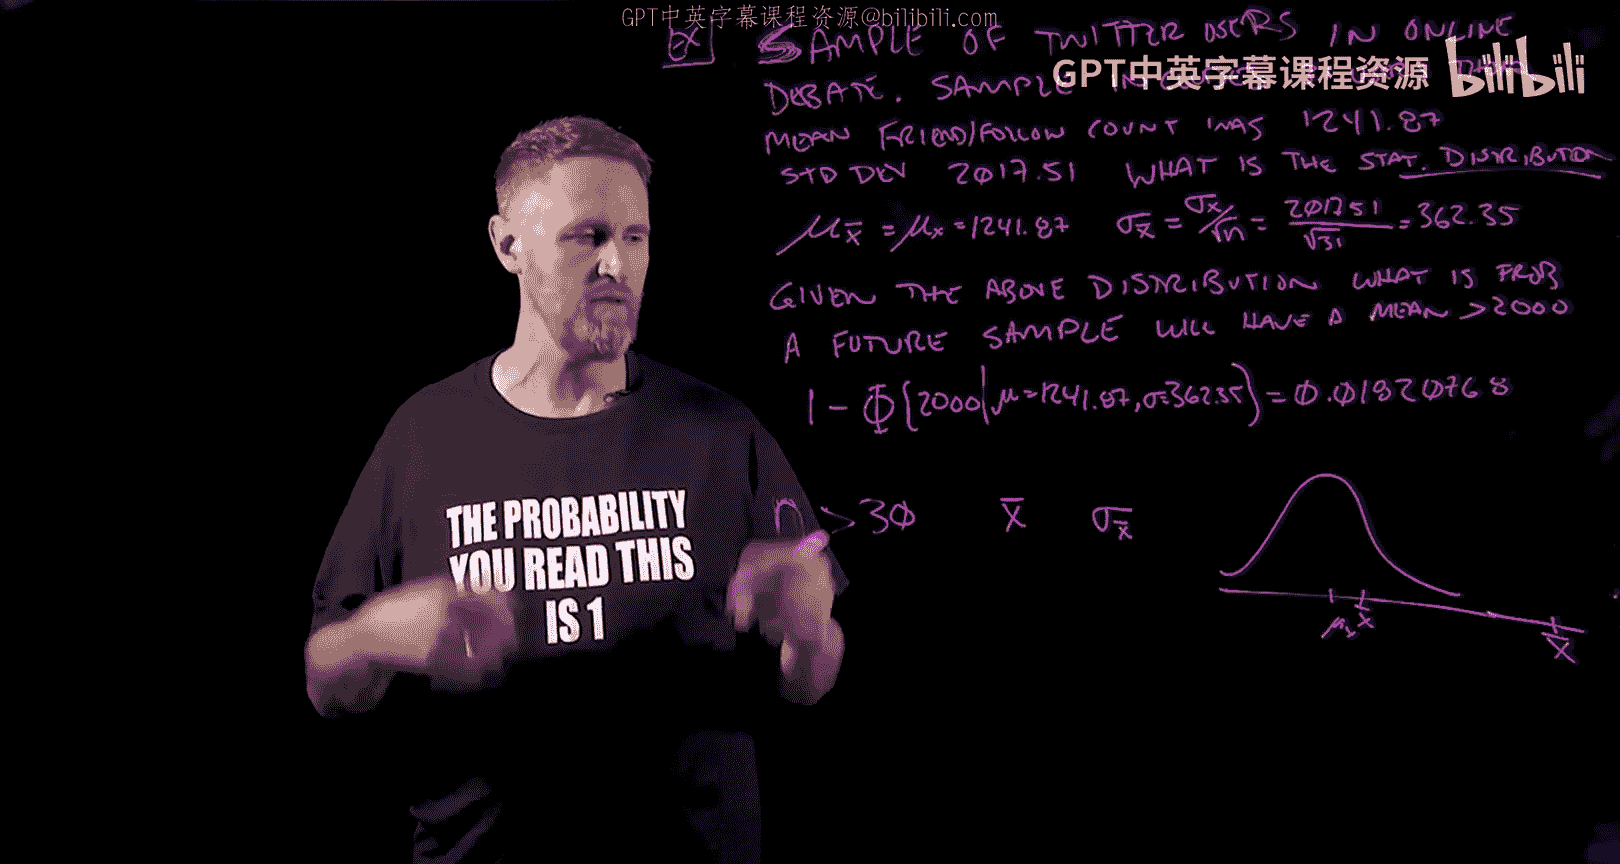 GPT中英字幕课程资源@bilibili.com
EX SAMPLE OF TWITTER USERS IN ONLINE
GPT中英字幕课程资源 bilibili
DEBATE. SAMPLE
MEAN FRIEND/FOLLOW COUNT WAS 1241.87
STD DEV 2017.51 WHAT IS THE STAT. DISTRIBUTION
μx̄ = μx = 1241.87 σx̄ = σx/√n = 201751/√31 = 362.35
GIVEN THE ABOVE DISTRIBUTION WHAT IS PROB
A FUTURE SAMPLE WILL HAVE A MEAN >2000
1 - Φ(2000|μ=1241.87, σ=362.35) = 0.01820768
n > 30 x̄ σx̄
x̄
x̄
THE PROBABILITY
YOU READ THIS
IS 1